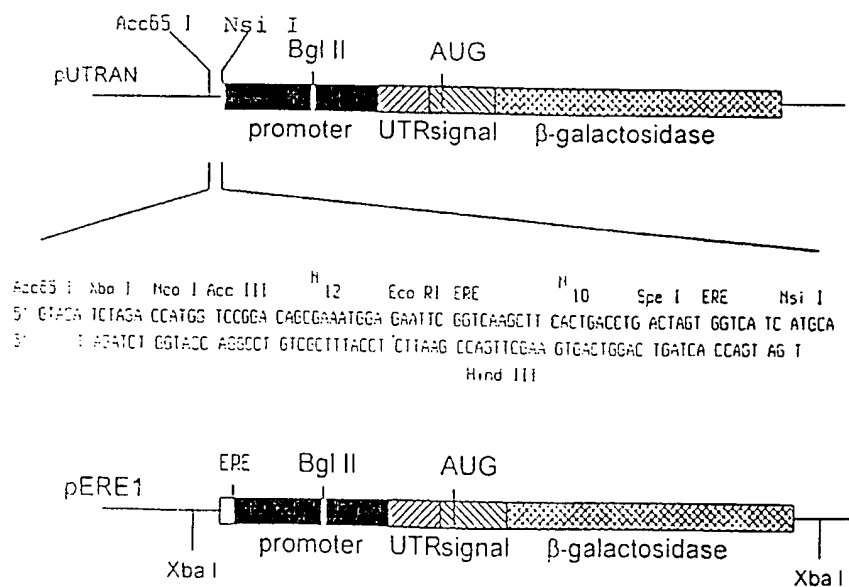 Acc65 I Nsi I
Bgl II AUG
pUTRAN
promoter UTRsignal β-galactosidase
Acc65 I Xba I Nco I Acc III N12 Eco RI ERE N10 Spe I ERE Nsi I
5' GTACA TCTAGA CCATGG TCCGGA CAGCGAAATGGA GAATTC GGTCAAGCTT CACTGACCTG ACTAGT GGTCA TC ATGCA
3' T AGATCT GGTACC AGGCCT GTCGCTTTACCT CTTAAG CCAGTTCGAA GTGACTGGAC TGATCA CCAGT AG T
Hind III
ERE Bgl II AUG
pERE1
promoter UTRsignal β-galactosidase
Xba I Xba I